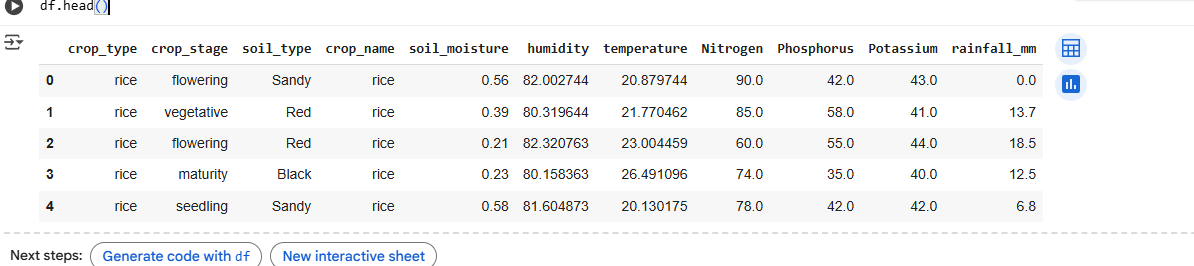 df.head()
crop_type crop_stage soil_type crop_name soil_moisture humidity temperature Nitrogen Phosphorus Potassium rainfall_mm
0 rice flowering Sandy rice 0.56 82.002744 20.879744 90.0 42.0 43.0 0.0
1 rice vegetative Red rice 0.39 80.319644 21.770462 85.0 58.0 41.0 13.7
2 rice flowering Red rice 0.21 82.320763 23.004459 60.0 55.0 44.0 18.5
3 rice maturity Black rice 0.23 80.158363 26.491096 74.0 35.0 40.0 12.5
4 rice seedling Sandy rice 0.58 81.604873 20.130175 78.0 42.0 42.0 6.8
Next steps: Generate code with df New interactive sheet